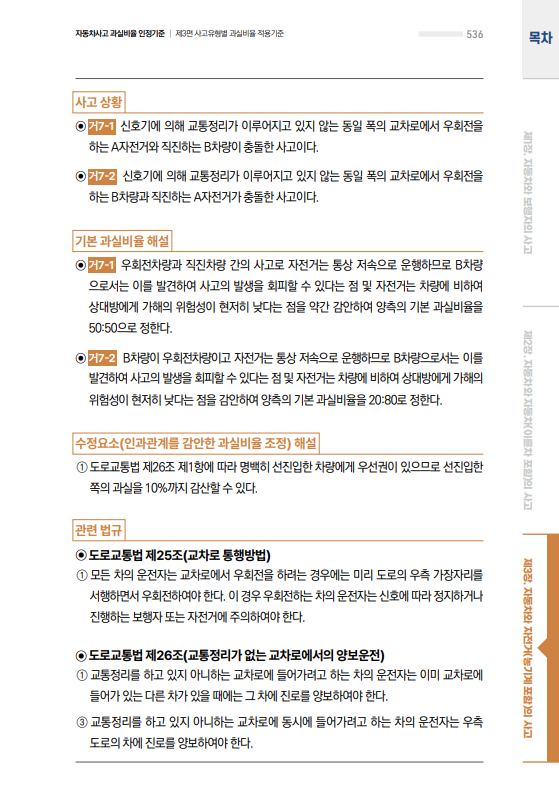 자동차사고 과실비율 인정기준 | 제3편 사고유형별 과실비율 적용기준
536
목차
사고 상황
◉ 거7-1 신호기에 의해 교통정리가 이루어지고 있지 않는 동일 폭의 교차로에서 우회전을
하는 A자전거와 직진하는 B차량이 충돌한 사고이다.
◉ 거7-2 신호기에 의해 교통정리가 이루어지고 있지 않는 동일 폭의 교차로에서 우회전을
하는 B차량과 직진하는 A자전거가 충돌한 사고이다.
기본 과실비율 해설
◉ 거7-1 우회전차량과 직진차량 간의 사고로 자전거는 통상 저속으로 운행하므로 B차량
으로서는 이를 발견하여 사고의 발생을 회피할 수 있다는 점 및 자전거는 차량에 비하여
상대방에게 가해의 위험성이 현저히 낮다는 점을 약간 감안하여 양측의 기본 과실비율을
50:50으로 정한다.
◉ 거7-2 B차량이 우회전차량이고 자전거는 통상 저속으로 운행하므로 B차량으로서는 이를
발견하여 사고의 발생을 회피할 수 있다는 점 및 자전거는 차량에 비하여 상대방에게 가해의
위험성이 현저히 낮다는 점을 감안하여 양측의 기본 과실비율을 20:80로 정한다.
수정요소(인과관계를 감안한 과실비율 조정) 해설
① 도로교통법 제26조 제1항에 따라 명백히 선진입한 차량에게 우선권이 있으므로 선진입한
쪽의 과실을 10%까지 감산할 수 있다.
관련 법규
◉ 도로교통법 제25조(교차로 통행방법)
① 모든 차의 운전자는 교차로에서 우회전을 하려는 경우에는 미리 도로의 우측 가장자리를
서행하면서 우회전하여야 한다. 이 경우 우회전하는 차의 운전자는 신호에 따라 정지하거나
진행하는 보행자 또는 자전거에 주의하여야 한다.
◉ 도로교통법 제26조(교통정리가 없는 교차로에서의 양보운전)
① 교통정리를 하고 있지 아니하는 교차로에 들어가려고 하는 차의 운전자는 이미 교차로에
들어가 있는 다른 차가 있을 때에는 그 차에 진로를 양보하여야 한다.
③ 교통정리를 하고 있지 아니하는 교차로에 동시에 들어가려고 하는 차의 운전자는 우측
도로의 차에 진로를 양보하여야 한다.
제1장. 자동차와 보행자의 사고
제2장. 자동차와 자동차(이륜차 포함)의 사고
제3장. 자동차와 자전거(농기계 포함)의 사고